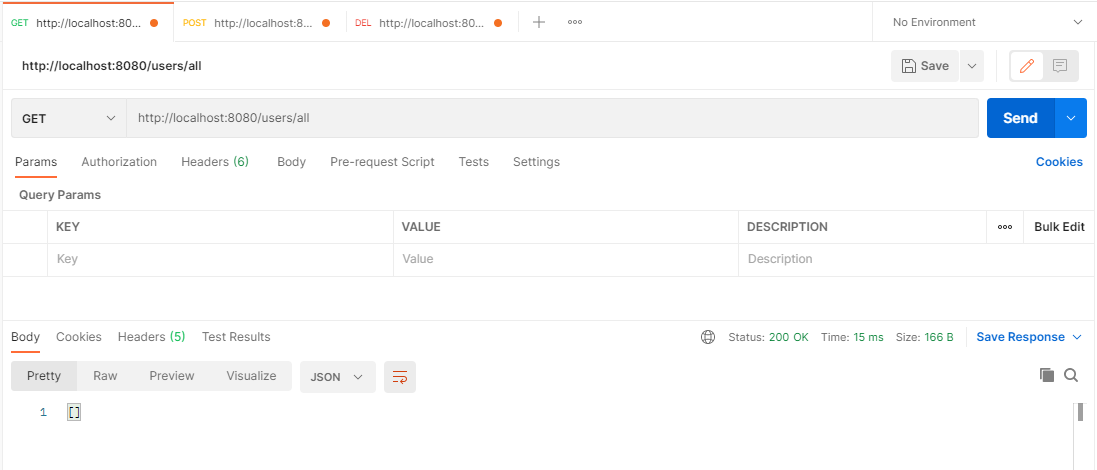 GET http://localhost:80... POST http://localhost:8... DEL http://localhost:80... No Environment
http://localhost:8080/users/all Save
GET http://localhost:8080/users/all Send
Params Authorization Headers (6) Body Pre-request Script Tests Settings Cookies
Query Params
KEY VALUE DESCRIPTION Bulk Edit
Key Value Description
Body Cookies Headers (5) Test Results Status: 200 OK Time: 15 ms Size: 166 B Save Response
Pretty Raw Preview Visualize JSON
1 []